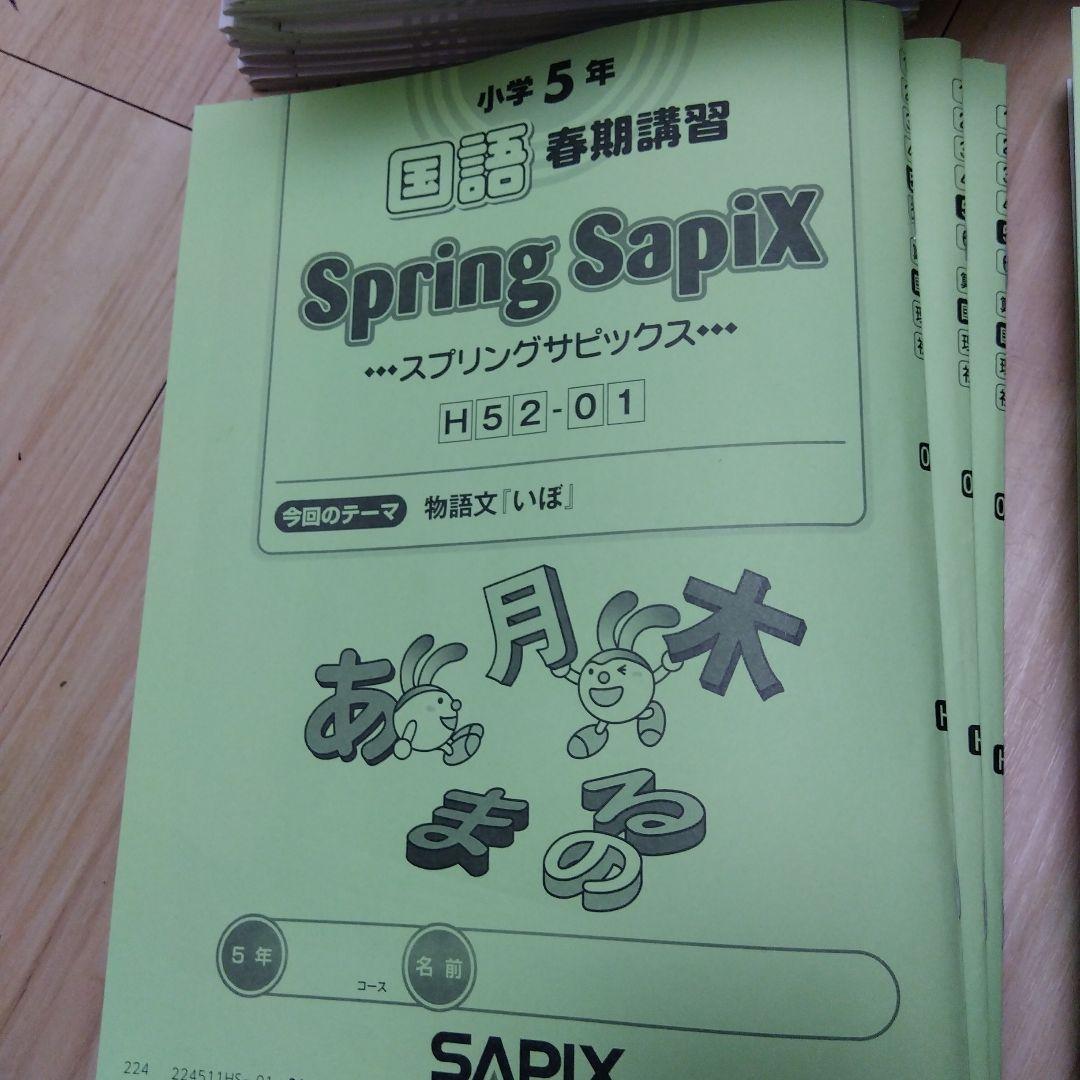 小学5年
国語 春期講習
Spring SapiX
スプリングサピックス
H52-01
今回のテーマ 物語文『いぼ』
月 木
あ
ま る
の
5年 コース 名前
SAPIX
224 224511HS-01